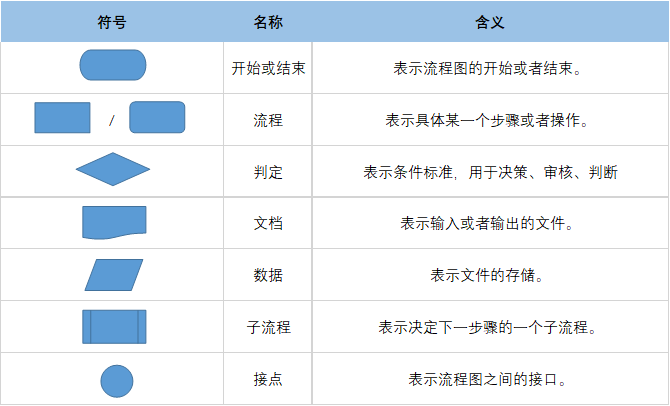 符号 名称 含义
开始或结束 表示流程图的开始或者结束。
/ 流程 表示具体某一个步骤或者操作。
判定 表示条件标准，用于决策、审核、判断
文档 表示输入或者输出的文件。
数据 表示文件的存储。
子流程 表示决定下一步骤的一个子流程。
接点 表示流程图之间的接口。